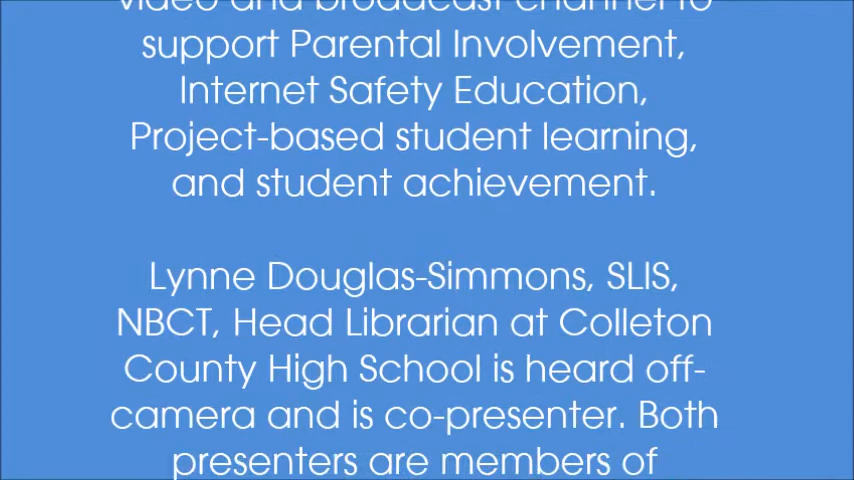 video and broadcast channel to
support Parental Involvement,
Internet Safety Education,
Project-based student learning,
and student achievement.
Lynne Douglas-Simmons, SLIS,
NBCT, Head Librarian at Colleton
County High School is heard off-
camera and is co-presenter. Both
presenters are members of